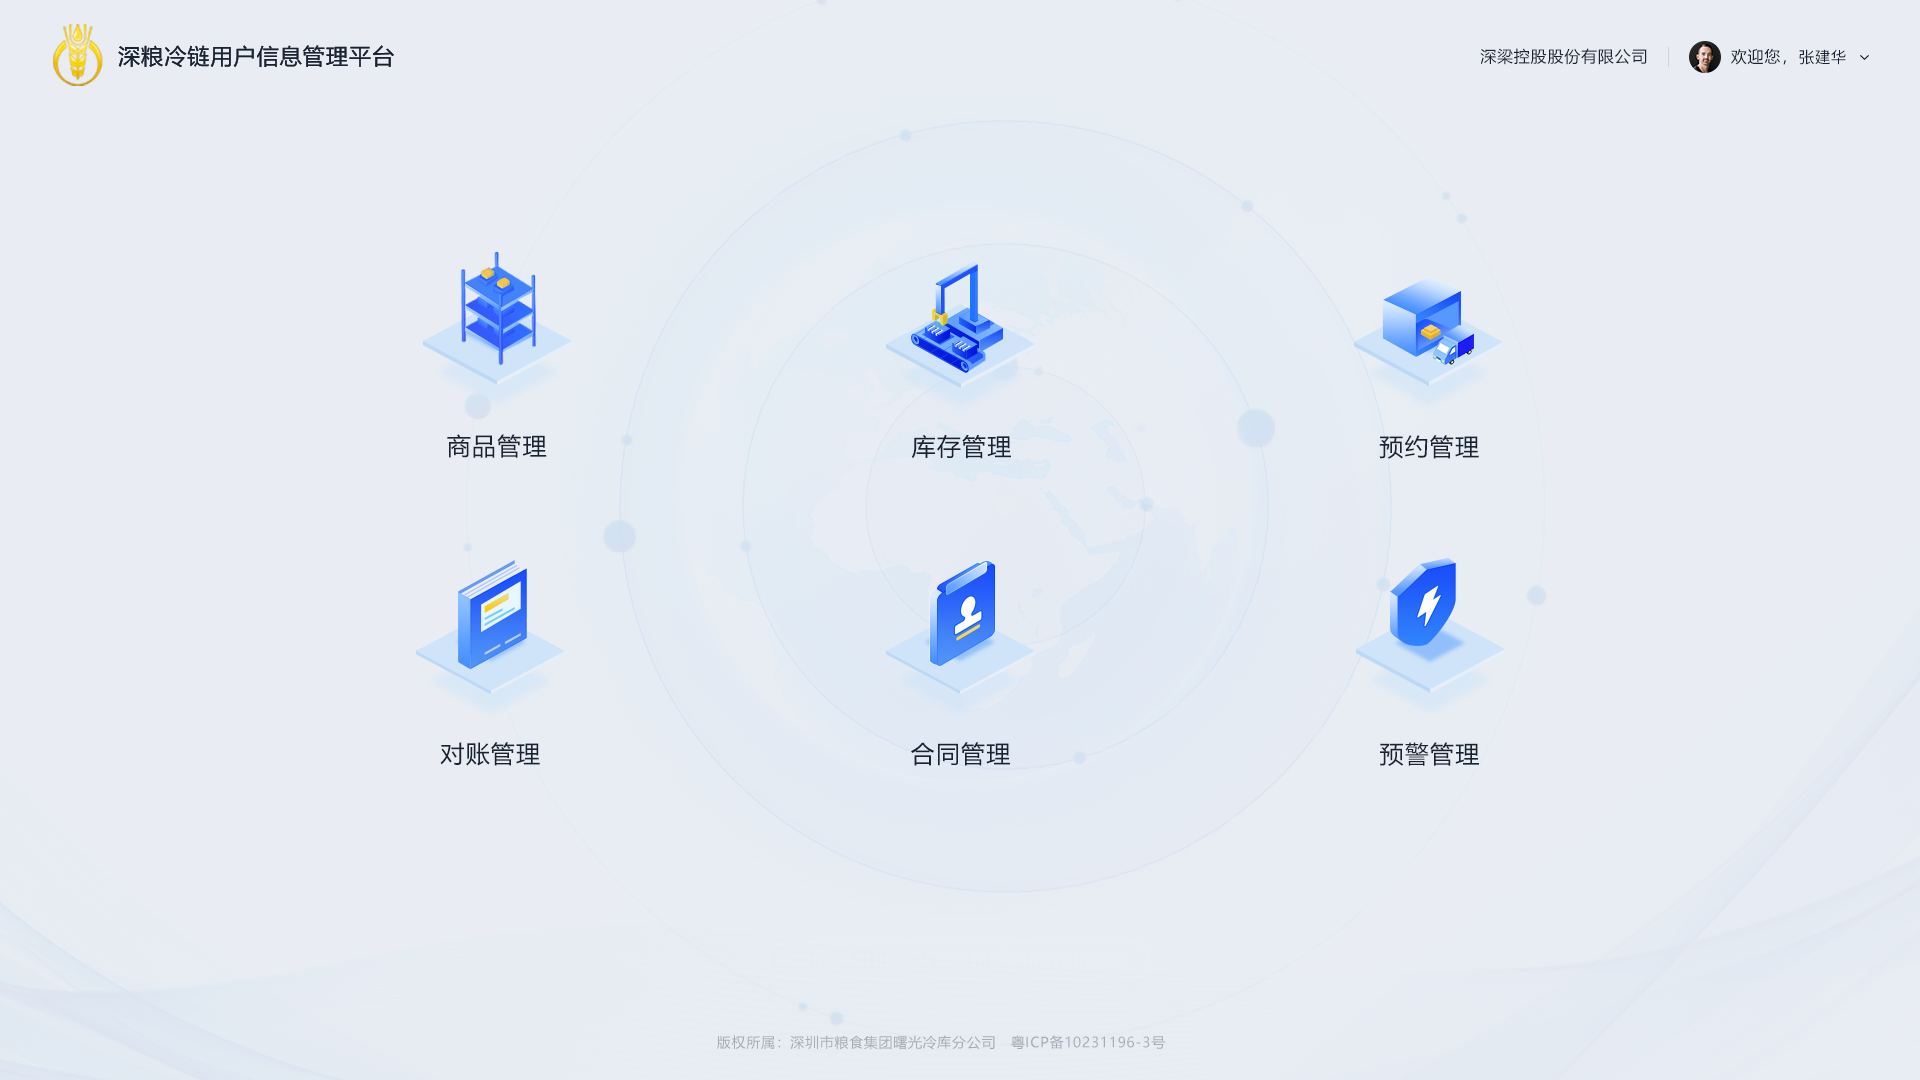 深粮冷链用户信息管理平台
深梁控股股份有限公司 欢迎您，张建华
商品管理 库存管理 预约管理
对账管理 合同管理 预警管理
版权所属：深圳市粮食集团曙光冷库分公司 粤ICP备10231196-3号